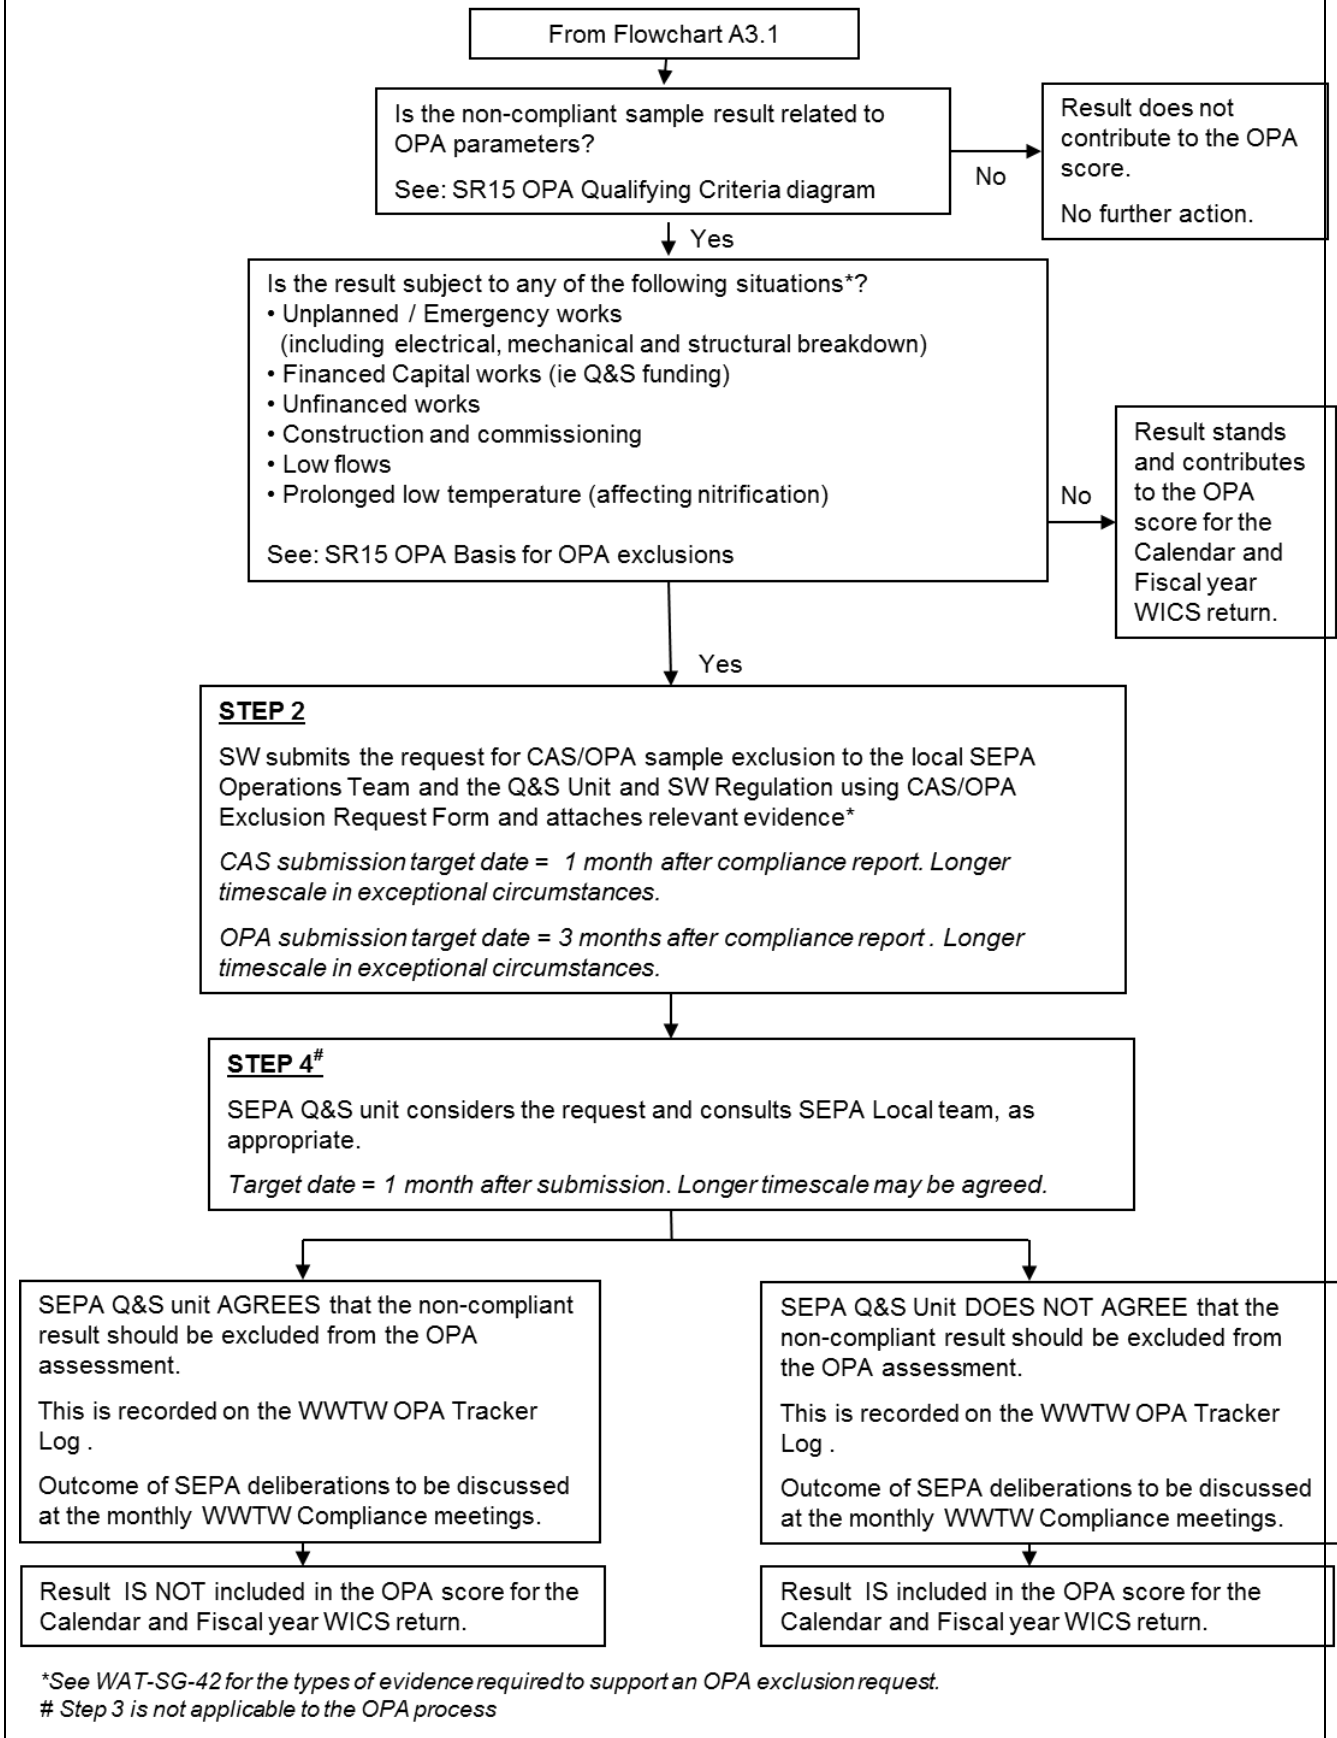 From Flowchart A3.1
Is the non-compliant sample result related to
OPA parameters?
See: SR15 OPA Qualifying Criteria diagram
No
Result does not
contribute to the OPA
score.
No further action.
Yes
Is the result subject to any of the following situations*?
• Unplanned / Emergency works
(including electrical, mechanical and structural breakdown)
• Financed Capital works (ie Q&S funding)
• Unfinanced works
• Construction and commissioning
• Low flows
• Prolonged low temperature (affecting nitrification)
See: SR15 OPA Basis for OPA exclusions
No
Result stands
and contributes
to the OPA
score for the
Calendar and
Fiscal year
WICS return.
Yes
STEP 2
SW submits the request for CAS/OPA sample exclusion to the local SEPA
Operations Team and the Q&S Unit and SW Regulation using CAS/OPA
Exclusion Request Form and attaches relevant evidence*
CAS submission target date = 1 month after compliance report. Longer
timescale in exceptional circumstances.
OPA submission target date = 3 months after compliance report . Longer
timescale in exceptional circumstances.
STEP 4#
SEPA Q&S unit considers the request and consults SEPA Local team, as
appropriate.
Target date = 1 month after submission. Longer timescale may be agreed.
SEPA Q&S unit AGREES that the non-compliant
result should be excluded from the OPA
assessment.
This is recorded on the WWTW OPA Tracker
Log .
Outcome of SEPA deliberations to be discussed
at the monthly WWTW Compliance meetings.
Result IS NOT included in the OPA score for the
Calendar and Fiscal year WICS return.
SEPA Q&S Unit DOES NOT AGREE that the
non-compliant result should be excluded from
the OPA assessment.
This is recorded on the WWTW OPA Tracker
Log .
Outcome of SEPA deliberations to be discussed
at the monthly WWTW Compliance meetings.
Result IS included in the OPA score for the
Calendar and Fiscal year WICS return.
*See WAT-SG-42 for the types of evidence required to support an OPA exclusion request.
# Step 3 is not applicable to the OPA process